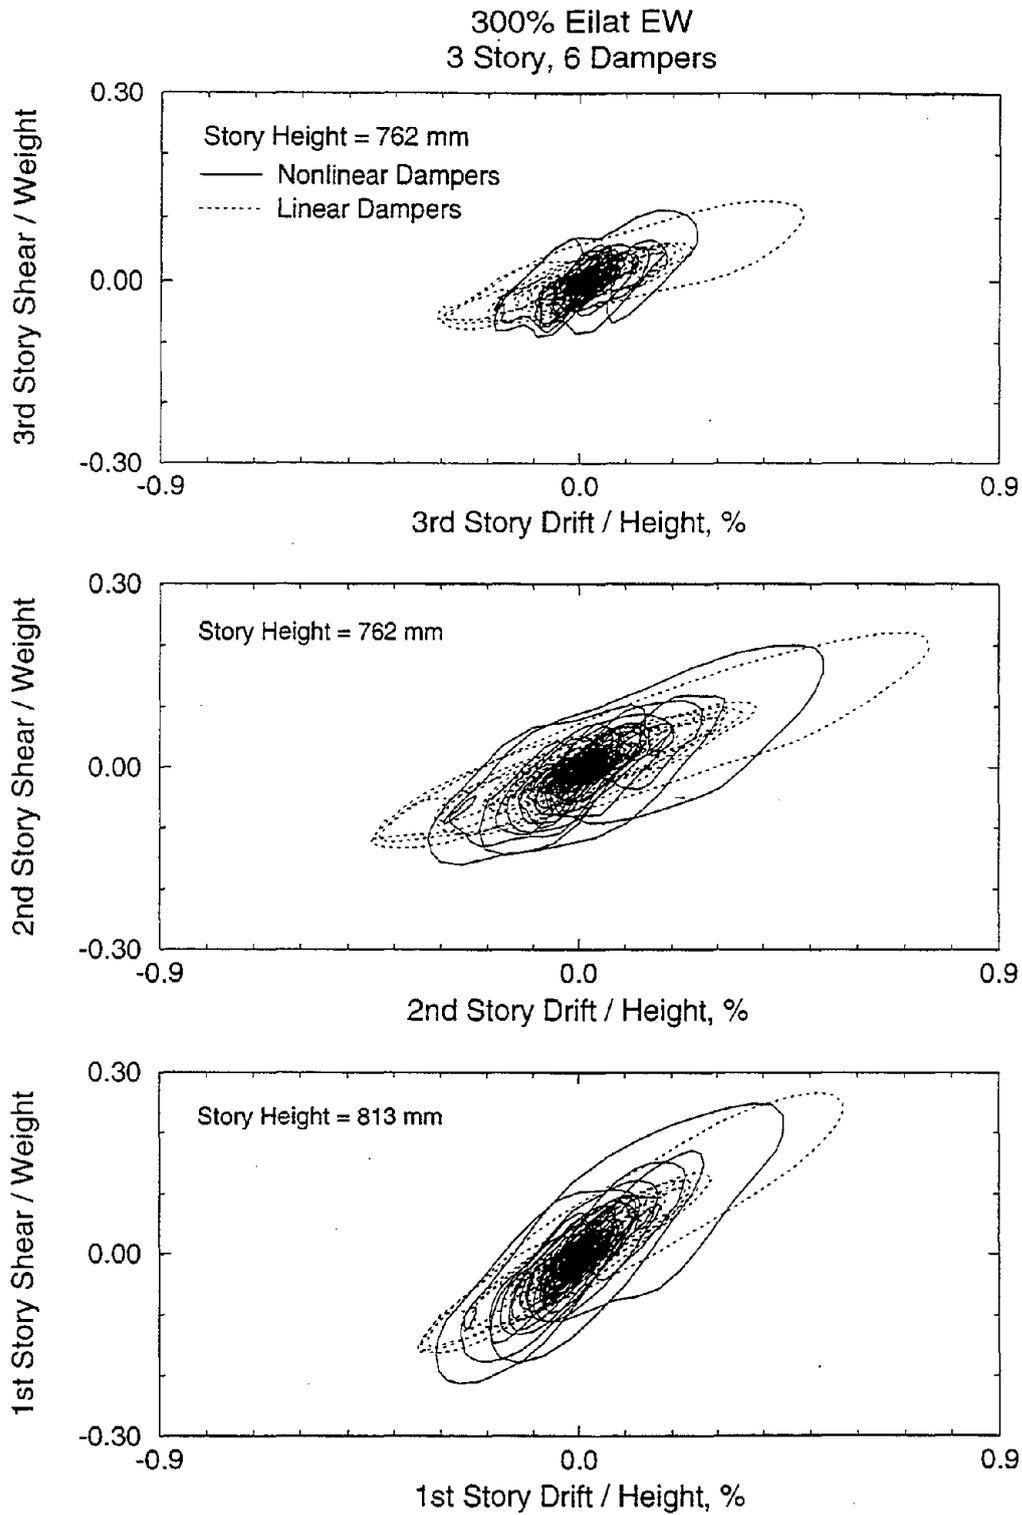 300% Eilat EW
3 Story, 6 Dampers
3rd Story Shear / Weight
0.30
0.00
-0.30
Story Height = 762 mm
Nonlinear Dampers
Linear Dampers
-0.9
0.0
0.9
3rd Story Drift / Height, %
2nd Story Shear / Weight
0.30
0.00
-0.30
Story Height = 762 mm
-0.9
0.0
0.9
2nd Story Drift / Height, %
1st Story Shear / Weight
0.30
0.00
-0.30
Story Height = 813 mm
-0.9
0.0
0.9
1st Story Drift / Height, %